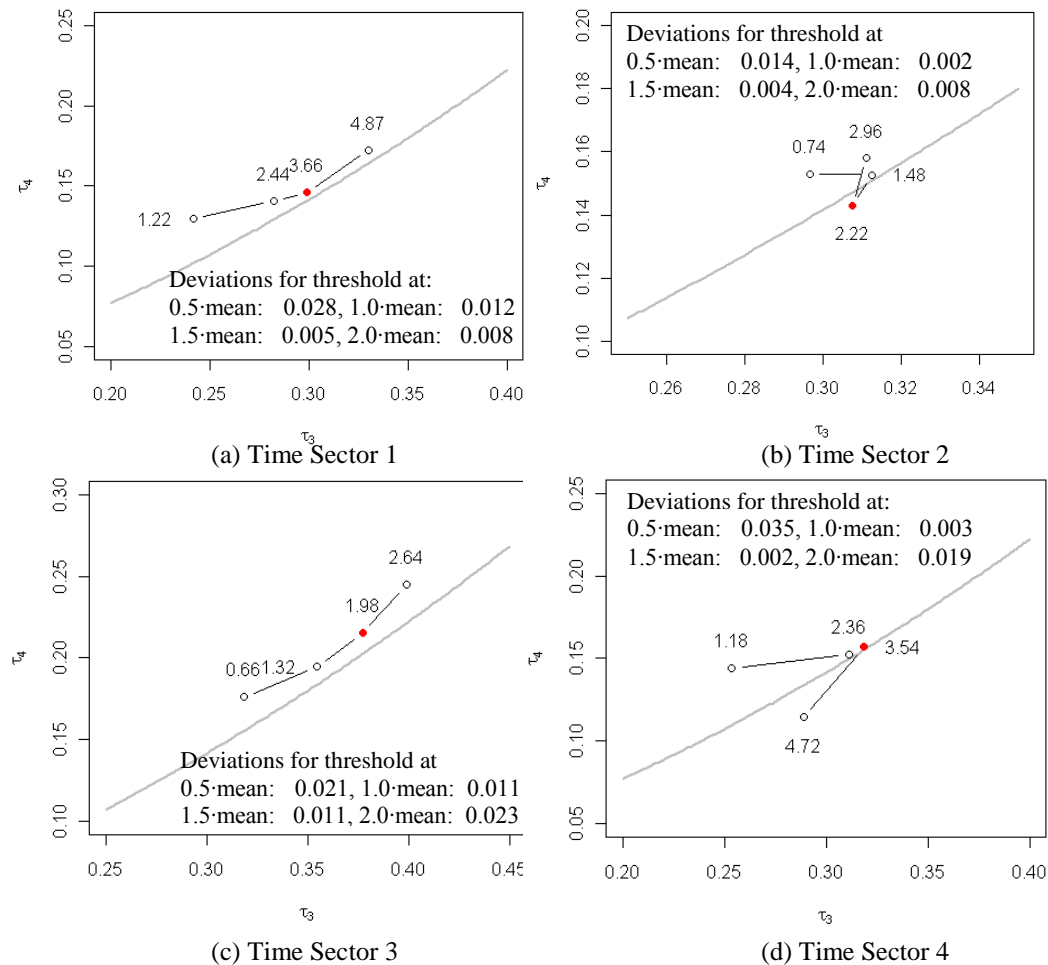 0.25
0.20
0.15
0.10
0.05
τ4
4.87
3.66
2.44
1.22
Deviations for threshold at:
0.5·mean: 0.028, 1.0·mean: 0.012
1.5·mean: 0.005, 2.0·mean: 0.008
0.20 0.25 0.30 0.35 0.40
τ3
(a) Time Sector 1
Deviations for threshold at
0.5·mean: 0.014, 1.0·mean: 0.002
1.5·mean: 0.004, 2.0·mean: 0.008
0.20
0.18
0.16
0.14
0.12
0.10
τ4
2.96
0.74
1.48
2.22
0.26 0.28 0.30 0.32 0.34
τ3
(b) Time Sector 2
0.30
0.25
0.20
0.15
0.10
τ4
2.64
1.98
0.66 1.32
Deviations for threshold at
0.5·mean: 0.021, 1.0·mean: 0.011
1.5·mean: 0.011, 2.0·mean: 0.023
0.25 0.30 0.35 0.40 0.45
τ3
(c) Time Sector 3
Deviations for threshold at:
0.5·mean: 0.035, 1.0·mean: 0.003
1.5·mean: 0.002, 2.0·mean: 0.019
0.25
0.20
0.15
0.10
0.05
τ4
2.36
1.18
3.54
4.72
0.20 0.25 0.30 0.35 0.40
τ3
(d) Time Sector 4